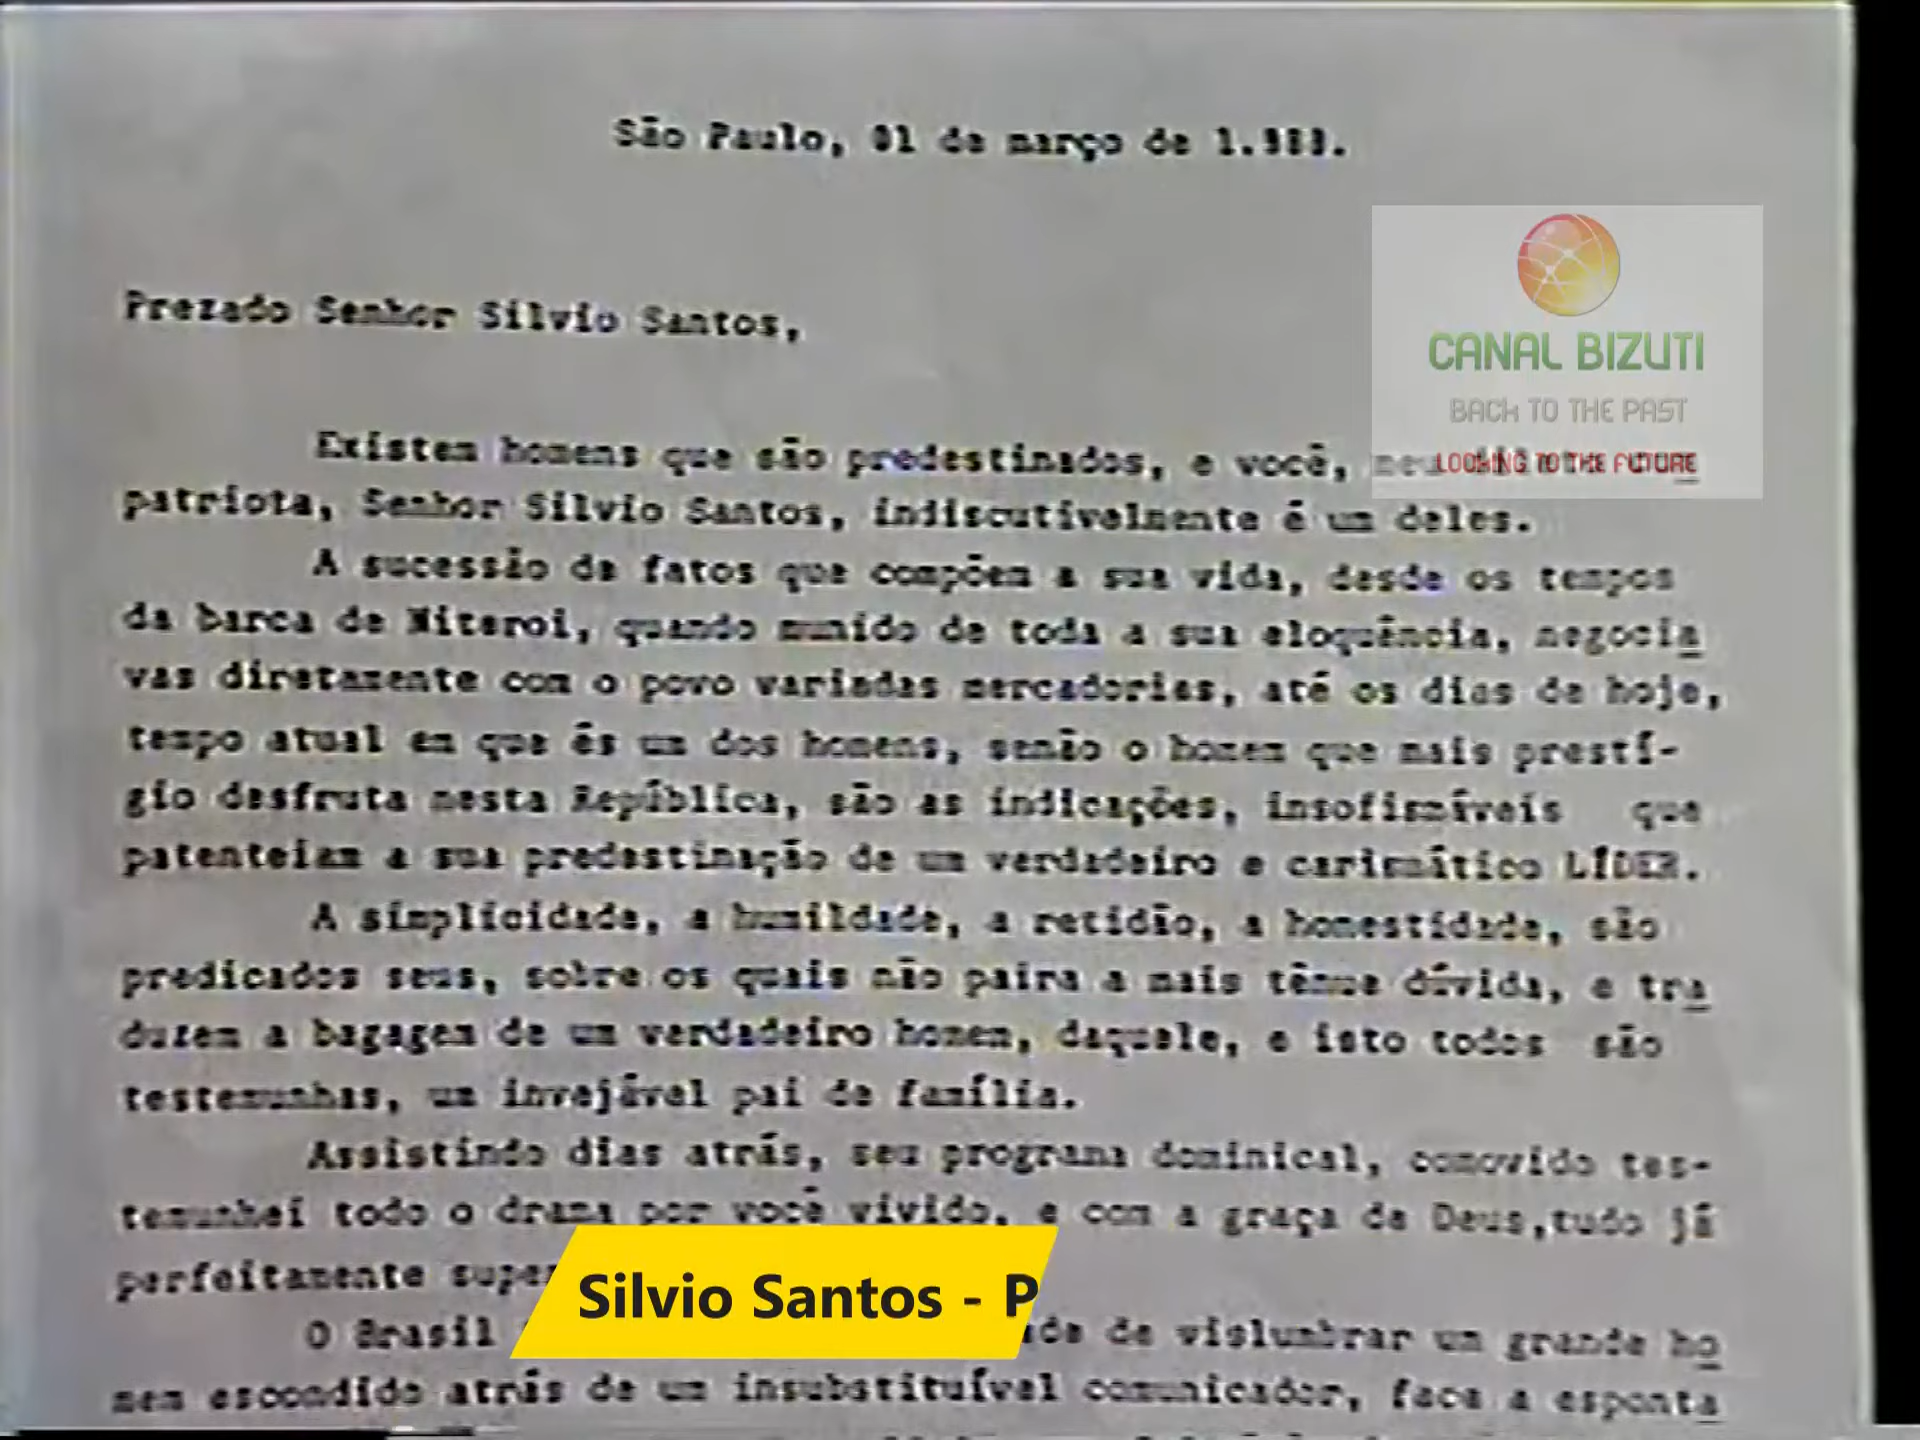 São Paulo, 01 de março de 1.988.
Prezado Senhor Silvio Santos,
CANAL BIZUTI
BACK TO THE PAST
LOOKING TO THE FUTURE
Existem homens que são predestinados, e você,
patriota, Senhor Silvio Santos, indiscutivelmente é um deles.
A sucessão de fatos que compõem a sua vida, desde os tempos
da barca de Niteroi, quando munido de toda a sua eloquência, negocia
vas diretamente com o povo variadas mercadorias, até os dias de hoje,
tempo atual em que és um dos homens, senão o homem que mais prestí-
gio desfruta nesta República, são as indicações, insofismáveis que
patenteiam a sua predestinação de um verdadeiro e carismático LÍDER.
A simplicidade, a humildade, a retidão, a honestidade, são
predicados seus, sobre os quais não paira a mais tênue dúvida, e tra
duzem a bagagem de um verdadeiro homem, daquele, e isto todos são
testemunhas, um invejável pai de família.
Assistindo dias atrás, seu programa dominical, comovido tes-
temunhei todo o drama por você vivido, e com a graça de Deus,tudo já
perfeitamente supe
Silvio Santos - P
O Brasil de vislumbrar um grande ho
mem escondido atrás de um insubstituível comunicador, face a esponta